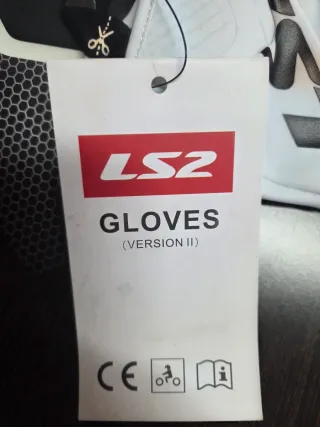 LS2
GLOVES
(VERSION II)
CE
i